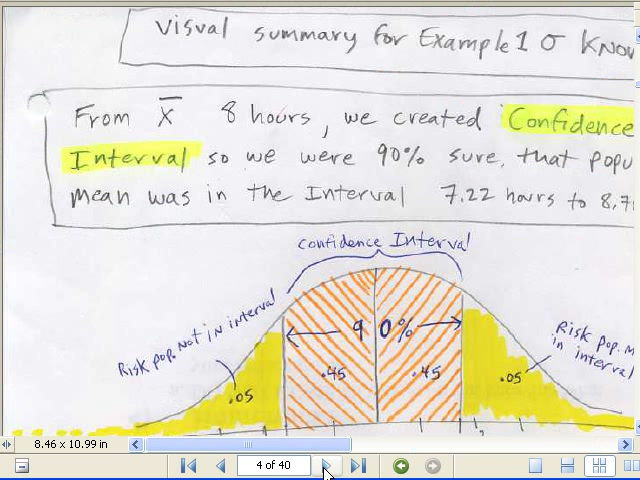 visual summary for Example 1 σ KNOW
From X̄ 8 hours, we created Confidence
Interval so we were 90% sure, that popu
mean was in the Interval 7.22 hours to 8.7
confidence Interval
Risk pop. Not in interval
90%
Risk pop. M
in interval
.45
.45
.05
.05
8.46 x 10.99 in
4 of 40